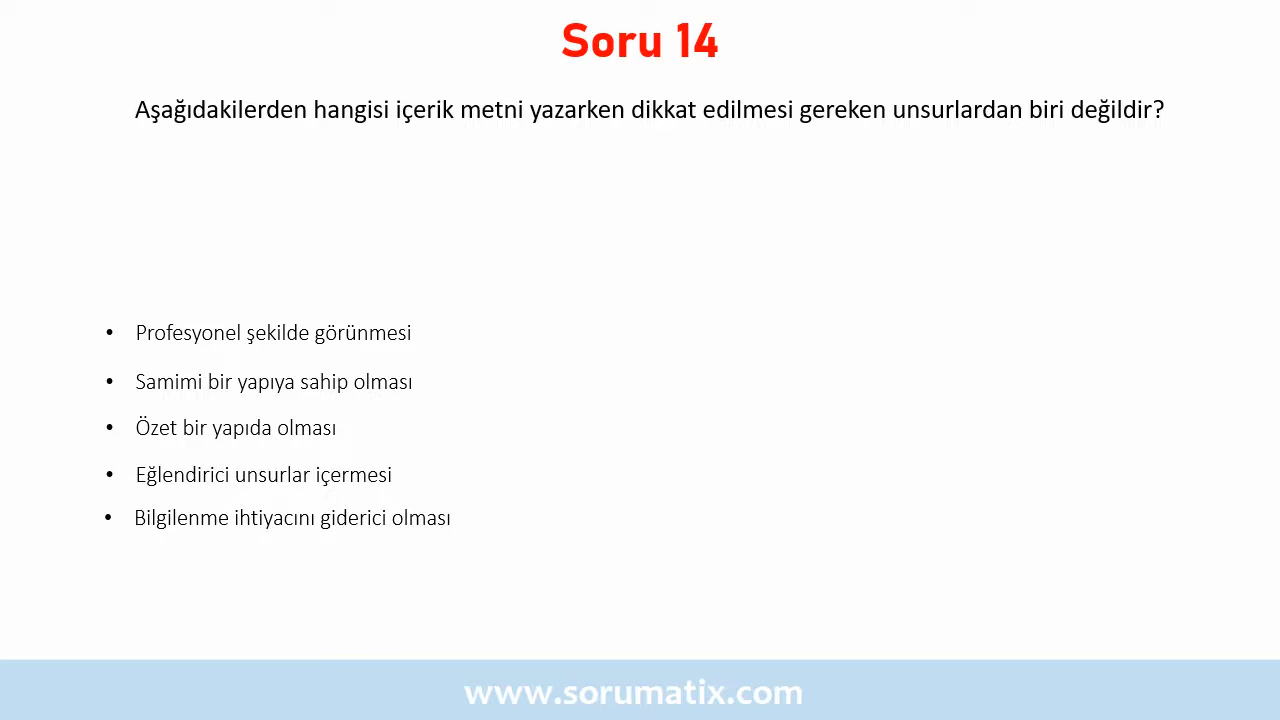 Soru 14
Aşağıdakilerden hangisi içerik metni yazarken dikkat edilmesi gereken unsurlardan biri değildir?
• Profesyonel şekilde görünmesi
• Samimi bir yapıya sahip olması
• Özet bir yapıda olması
• Eğlendirici unsurlar içermesi
• Bilgilenme ihtiyacını giderici olması
www.sorumatix.com